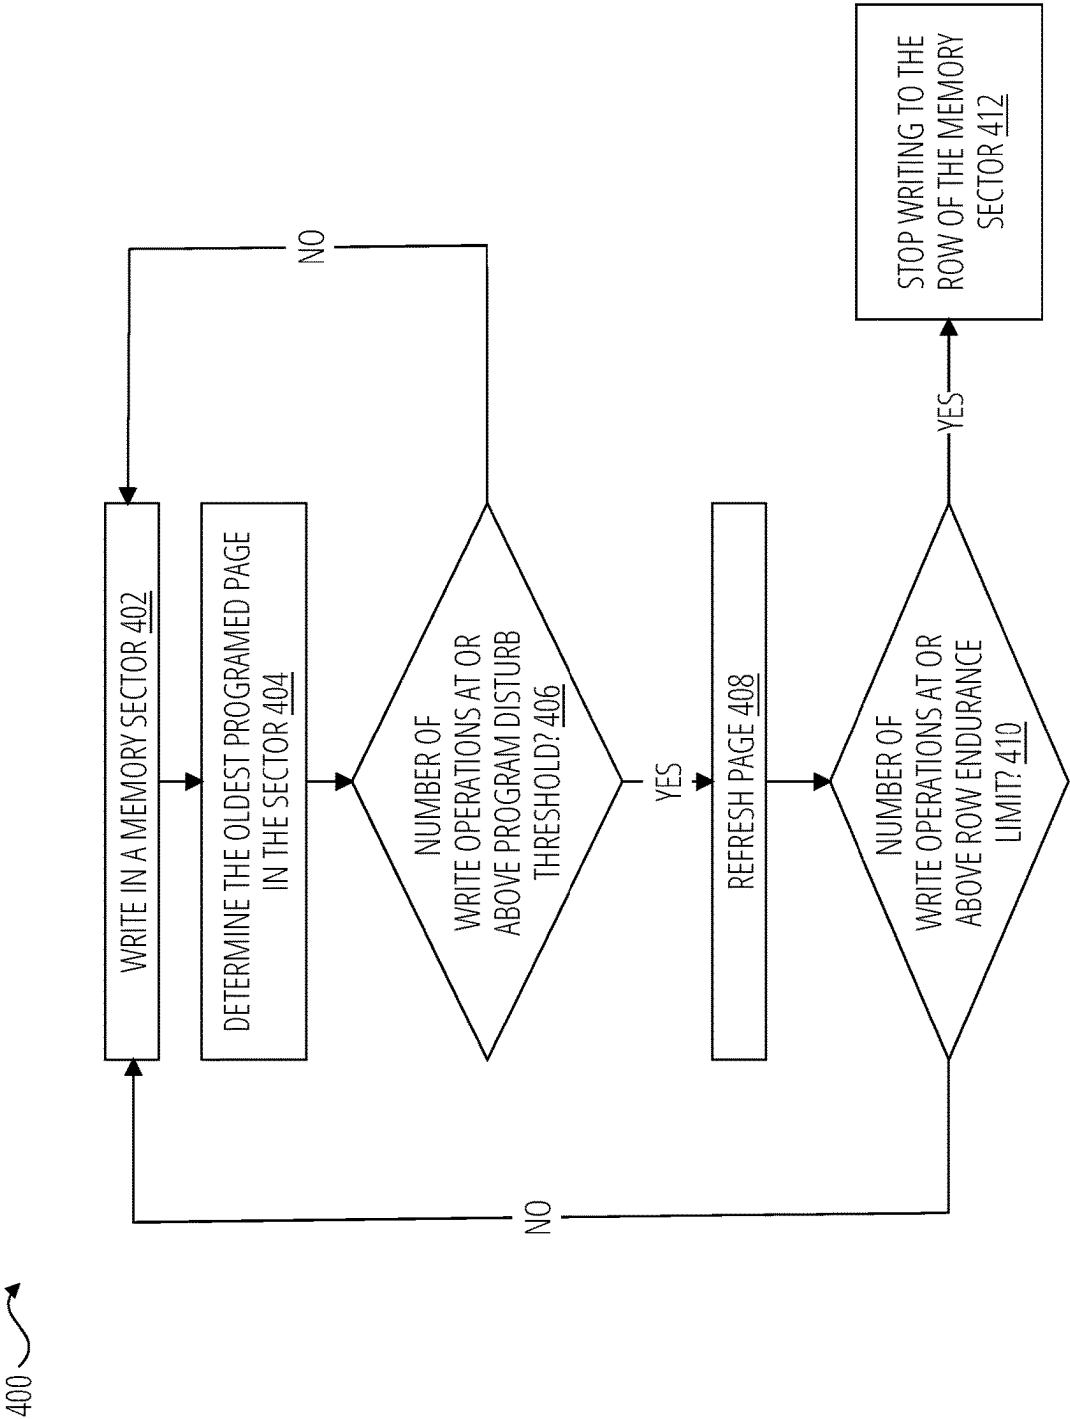 400
WRITE IN A MEMORY SECTOR 402
DETERMINE THE OLDEST PROGRAMED PAGE
IN THE SECTOR 404
NUMBER OF
WRITE OPERATIONS AT OR
ABOVE PROGRAM DISTURB
THRESHOLD? 406
NO
YES
REFRESH PAGE 408
NUMBER OF
WRITE OPERATIONS AT OR
ABOVE ROW ENDURANCE
LIMIT? 410
NO
YES
STOP WRITING TO THE
ROW OF THE MEMORY
SECTOR 412